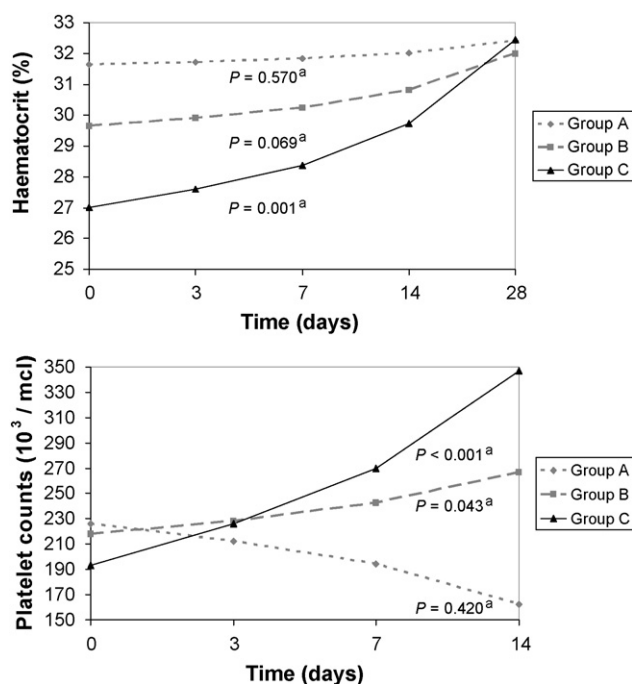 33
32
31
30
29
28
27
26
25
Haematocrit (%)
P = 0.570a
P = 0.069a
P = 0.001a
0 3 7 14 28
Time (days)
Group A
Group B
Group C
350
330
310
290
270
250
230
210
190
170
150
Platelet counts (10³ / mcl)
P < 0.001a
P = 0.043a
P = 0.420a
0 3 7 14
Time (days)
Group A
Group B
Group C